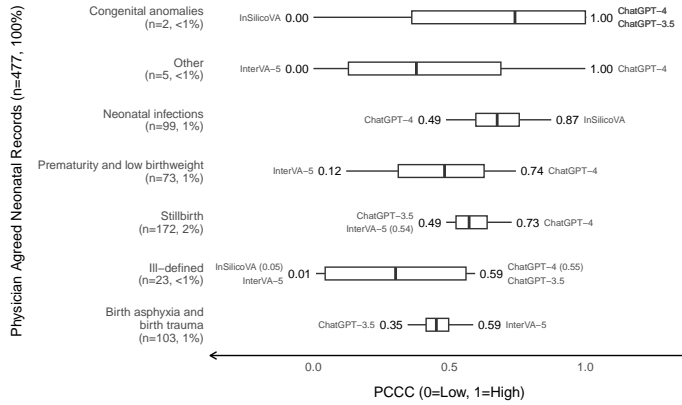 Physician Agreed Neonatal Records (n=477, 100%)
Congenital anomalies
(n=2, <1%)
InSilicoVA 0.00
1.00 ChatGPT−4
ChatGPT−3.5
Other
(n=5, <1%)
InterVA−5 0.00
1.00 ChatGPT−4
Neonatal infections
(n=99, 1%)
ChatGPT−4 0.49
0.87 InSilicoVA
Prematurity and low birthweight
(n=73, 1%)
InterVA−5 0.12
0.74 ChatGPT−4
Stillbirth
(n=172, 2%)
ChatGPT−3.5
InterVA−5 (0.54) 0.49
0.73 ChatGPT−4
Ill−defined
(n=23, <1%)
InSilicoVA (0.05)
InterVA−5 0.01
0.59 ChatGPT−4 (0.55)
ChatGPT−3.5
Birth asphyxia and
birth trauma
(n=103, 1%)
ChatGPT−3.5 0.35
0.59 InterVA−5
0.0 0.5 1.0
PCCC (0=Low, 1=High)